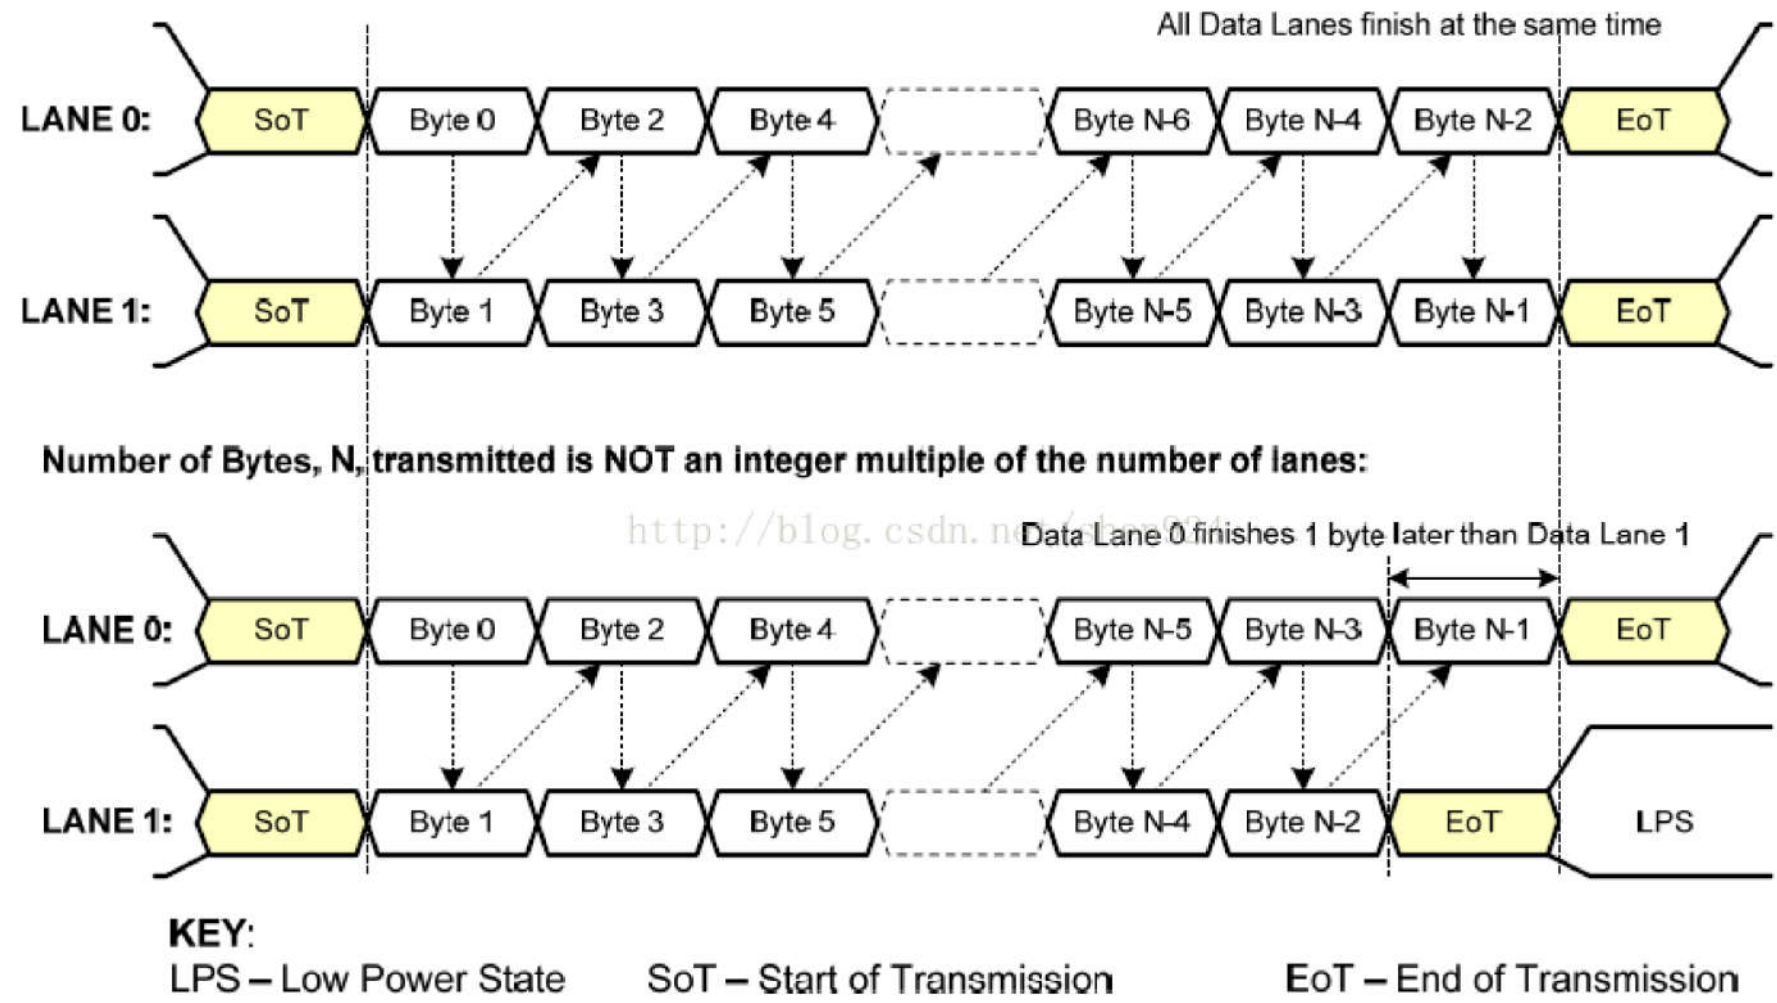 All Data Lanes finish at the same time
LANE 0: SoT Byte 0 Byte 2 Byte 4 Byte N-6 Byte N-4 Byte N-2 EoT
LANE 1: SoT Byte 1 Byte 3 Byte 5 Byte N-5 Byte N-3 Byte N-1 EoT
Number of Bytes, N, transmitted is NOT an integer multiple of the number of lanes:
http://blog.csdn.net/
Data Lane 0 finishes 1 byte later than Data Lane 1
LANE 0: SoT Byte 0 Byte 2 Byte 4 Byte N-5 Byte N-3 Byte N-1 EoT
LANE 1: SoT Byte 1 Byte 3 Byte 5 Byte N-4 Byte N-2 EoT LPS
KEY:
LPS – Low Power State SoT – Start of Transmission EoT – End of Transmission